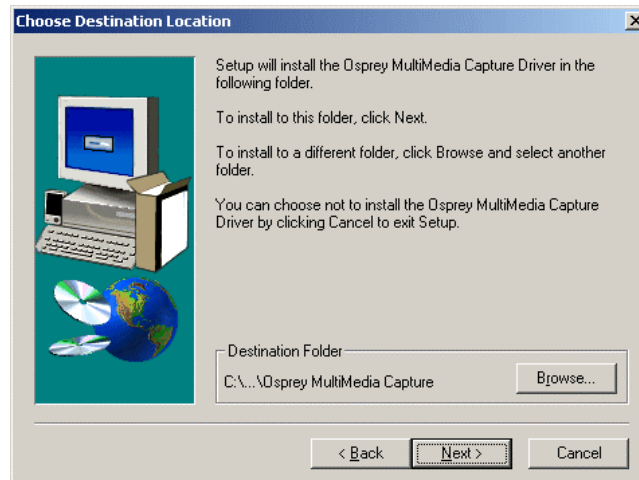 Choose Destination Location
Setup will install the Osprey MultiMedia Capture Driver in the
following folder.
To install to this folder, click Next.
To install to a different folder, click Browse and select another
folder.
You can choose not to install the Osprey MultiMedia Capture
Driver by clicking Cancel to exit Setup.
Destination Folder
C:\...\Osprey MultiMedia Capture
Browse...
< Back
Next >
Cancel